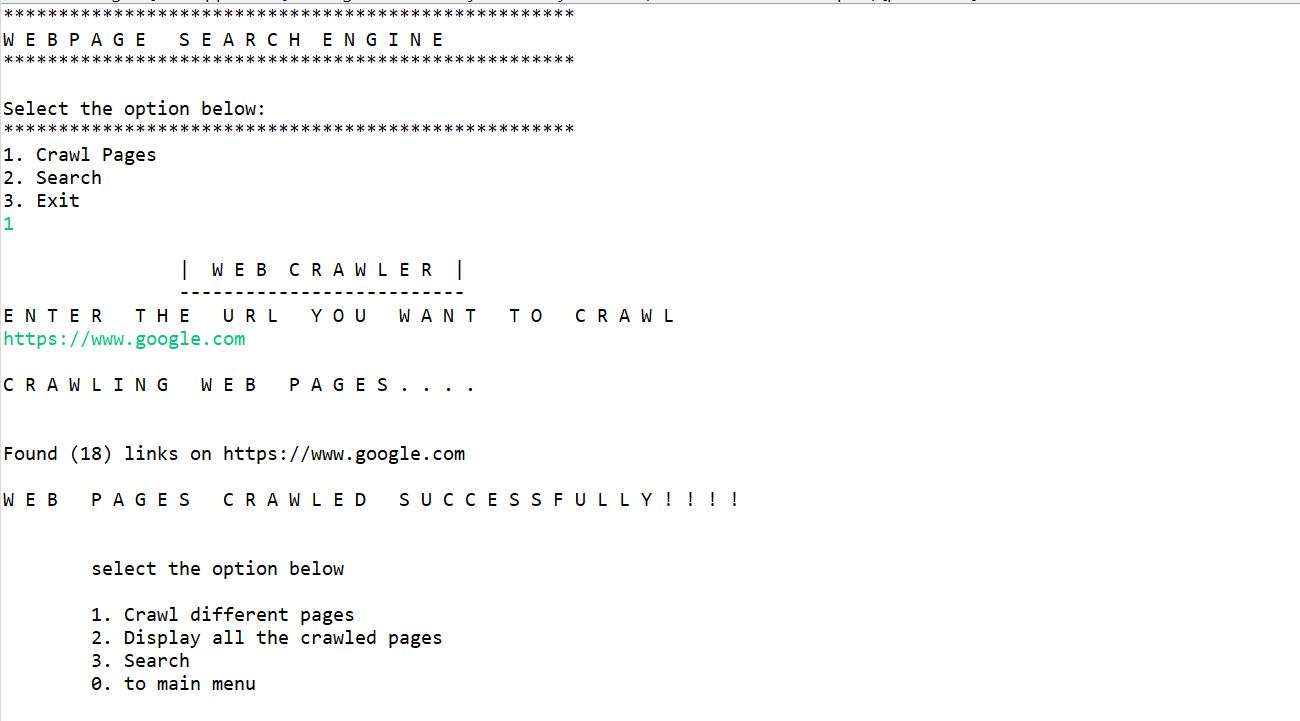 ****************************************************
W E B P A G E   S E A R C H  E N G I N E
****************************************************
Select the option below:
****************************************************
1. Crawl Pages
2. Search
3. Exit
1
| W E B  C R A W L E R |
--------------------------
E N T E R   T H E   U R L   Y O U   W A N T   T O   C R A W L
https://www.google.com
C R A W L I N G   W E B   P A G E S . . . .
Found (18) links on https://www.google.com
W E B   P A G E S   C R A W L E D   S U C C E S S F U L L Y ! ! ! !
select the option below
1. Crawl different pages
2. Display all the crawled pages
3. Search
0. to main menu